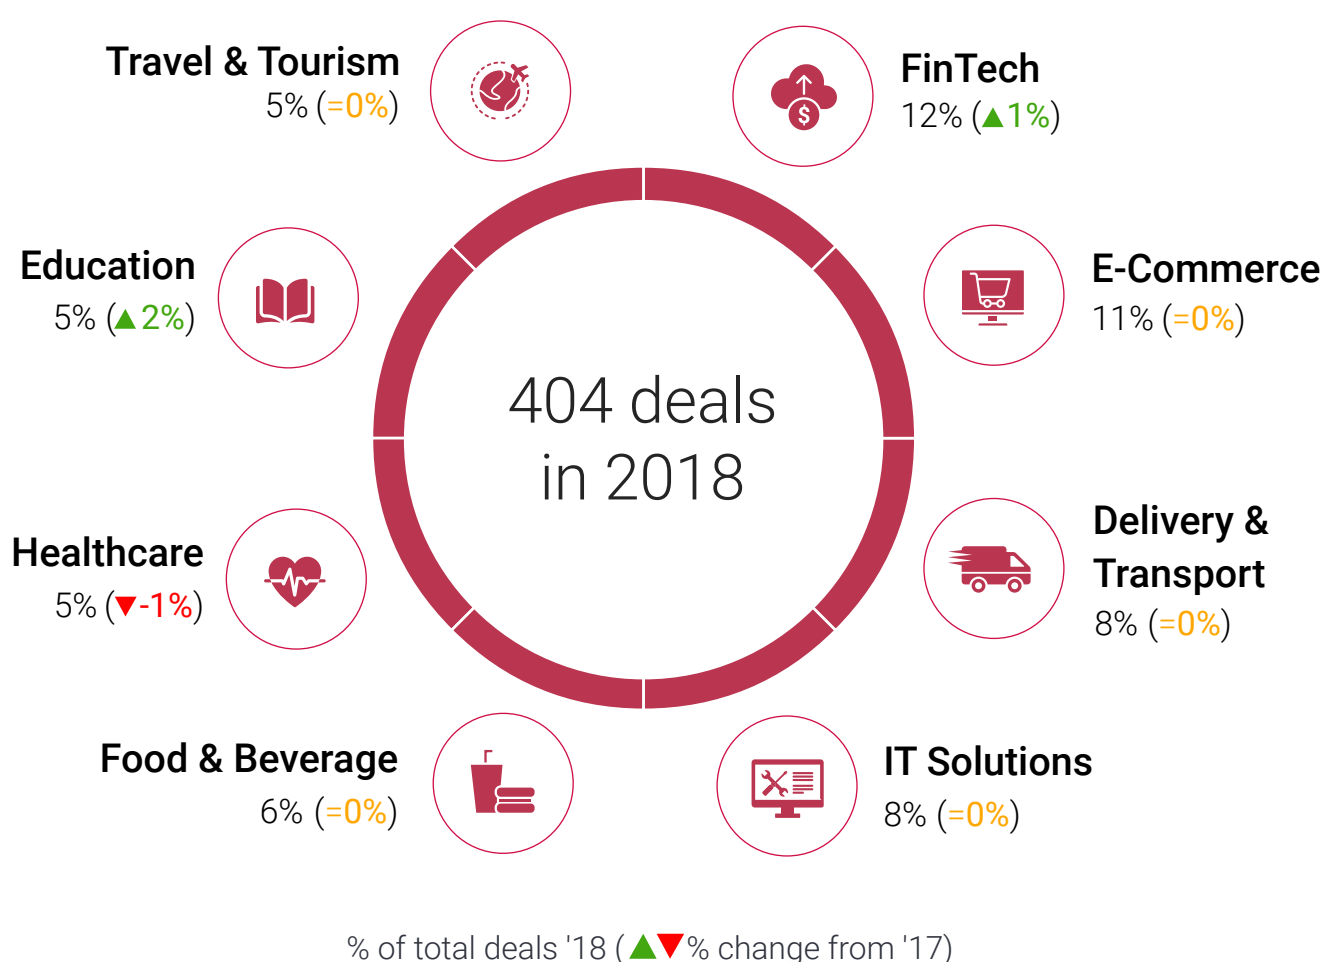 Travel & Tourism
5% (=0%)
FinTech
12% (▲1%)
Education
5% (▲2%)
E-Commerce
11% (=0%)
404 deals
in 2018
Healthcare
5% (▼-1%)
Delivery &
Transport
8% (=0%)
Food & Beverage
6% (=0%)
IT Solutions
8% (=0%)
% of total deals '18 (▲▼% change from '17)